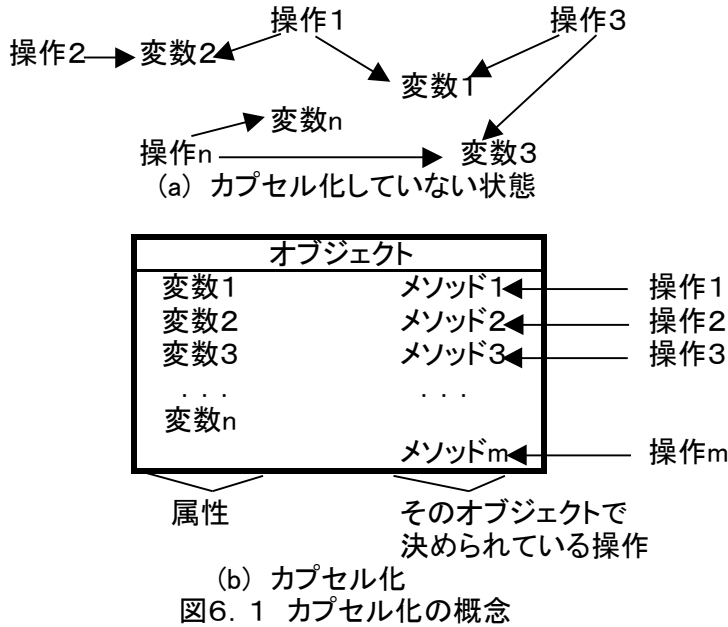 操作1 操作3
操作2 変数2
変数1
変数n
操作n 変数3
(a) カプセル化していない状態
オブジェクト
変数1 メソッド1 操作1
変数2 メソッド2 操作2
変数3 メソッド3 操作3
... ...
変数n
メソッドm 操作m
属性 そのオブジェクトで
決められている操作
(b) カプセル化
図6.1 カプセル化の概念